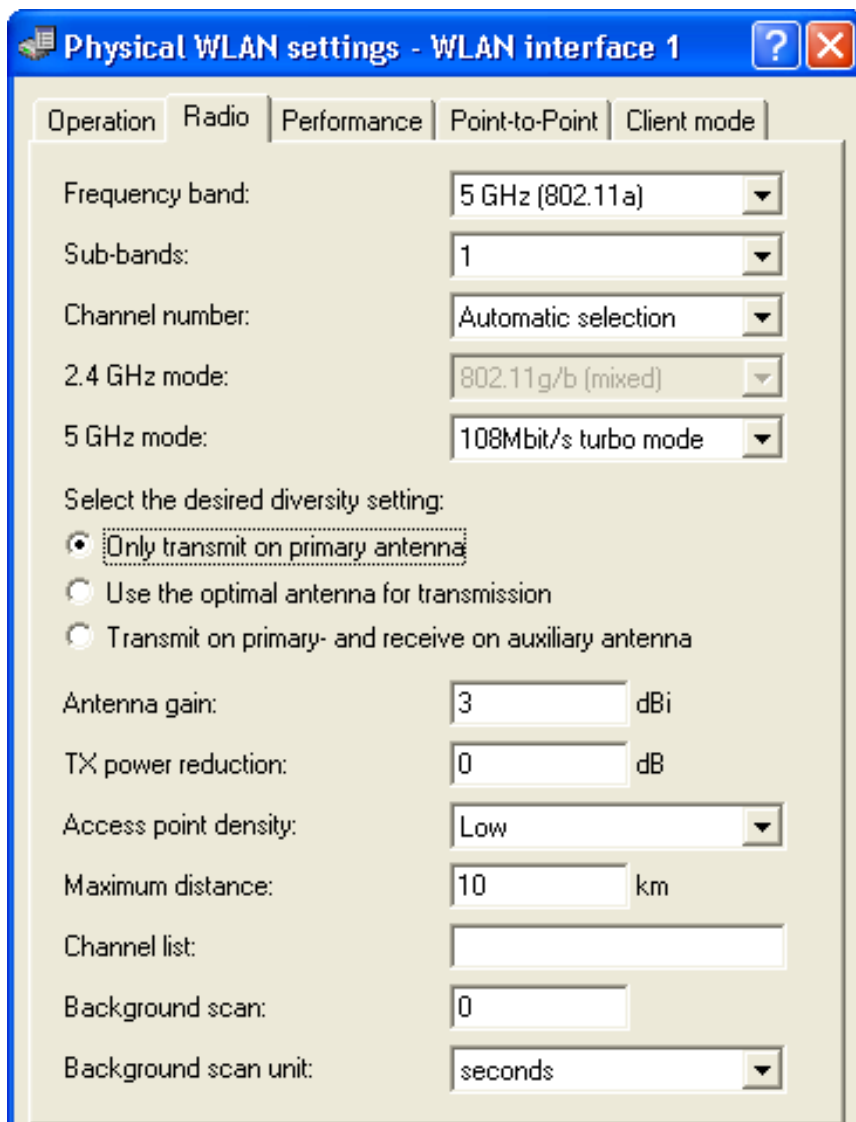 Physical WLAN settings - WLAN interface 1 ?
Operation Radio Performance Point-to-Point Client mode
Frequency band: 5 GHz (802.11a)
Sub-bands: 1
Channel number: Automatic selection
2.4 GHz mode: 802.11g/b (mixed)
5 GHz mode: 108Mbit/s turbo mode
Select the desired diversity setting:
Only transmit on primary antenna
Use the optimal antenna for transmission
Transmit on primary- and receive on auxiliary antenna
Antenna gain: 3 dBi
TX power reduction: 0 dB
Access point density: Low
Maximum distance: 10 km
Channel list:
Background scan: 0
Background scan unit: seconds